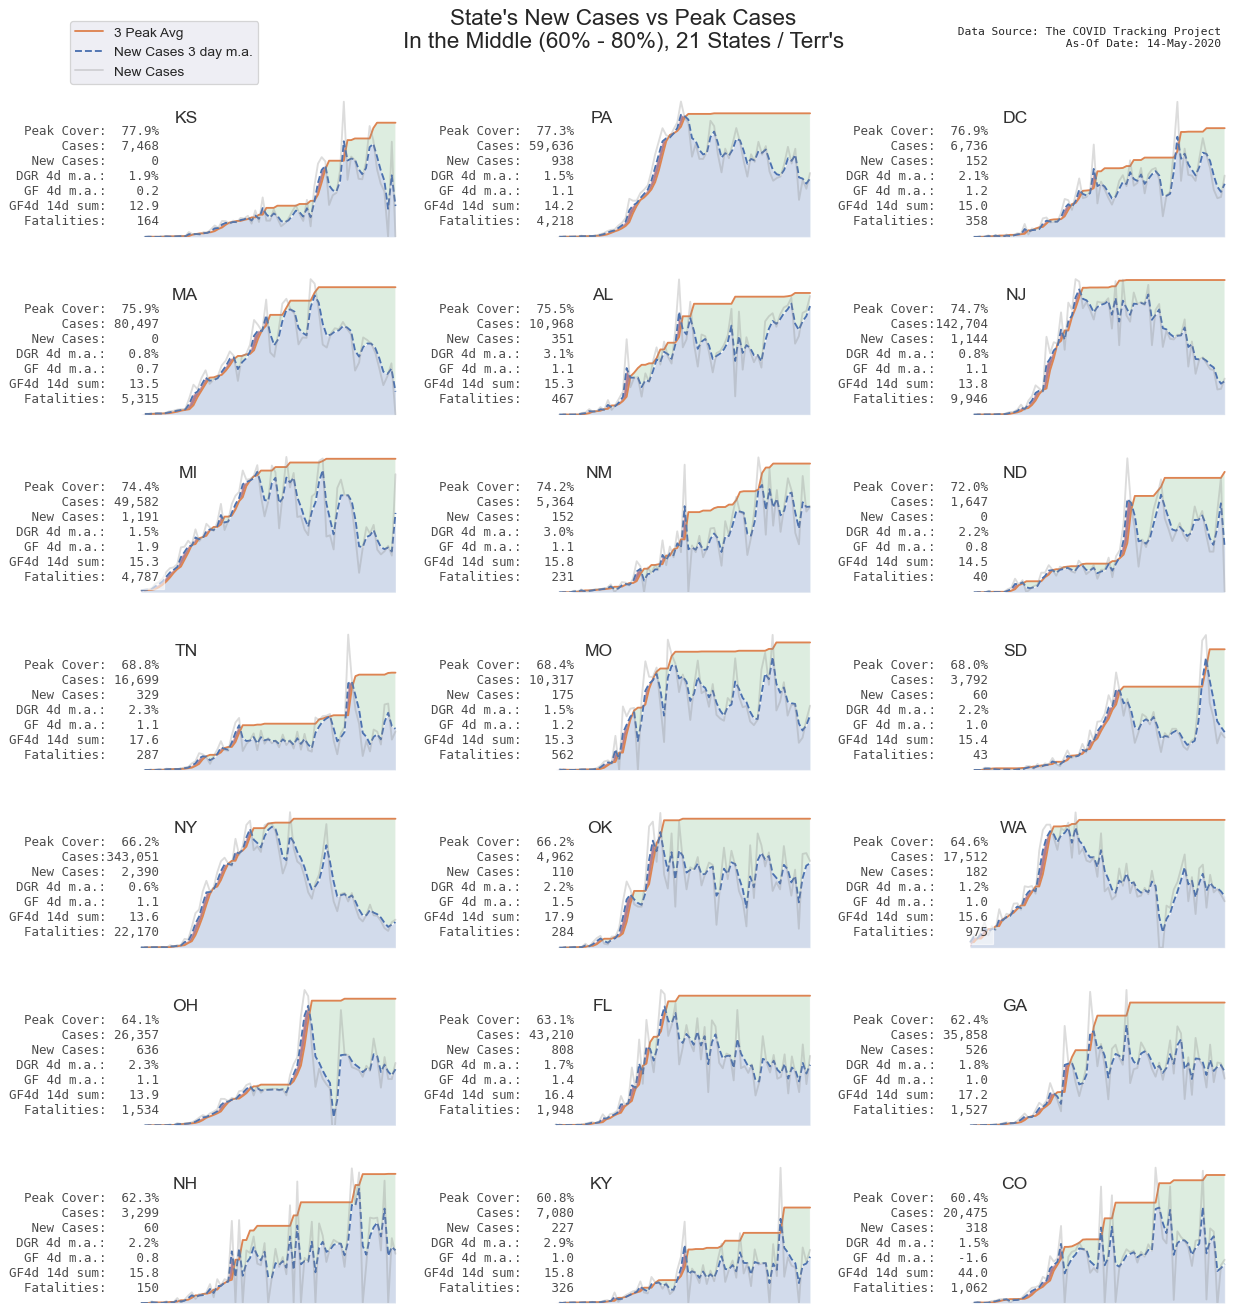 State's New Cases vs Peak Cases
In the Middle (60% - 80%), 21 States / Terr's
3 Peak Avg
New Cases 3 day m.a.
New Cases
Data Source: The COVID Tracking Project
As-Of Date: 14-May-2020
KS
Peak Cover: 77.9%
Cases: 7,468
New Cases: 0
DGR 4d m.a.: 1.9%
GF 4d m.a.: 0.2
GF4d 14d sum: 12.9
Fatalities: 164
PA
Peak Cover: 77.3%
Cases: 59,636
New Cases: 938
DGR 4d m.a.: 1.5%
GF 4d m.a.: 1.1
GF4d 14d sum: 14.2
Fatalities: 4,218
DC
Peak Cover: 76.9%
Cases: 6,736
New Cases: 152
DGR 4d m.a.: 2.1%
GF 4d m.a.: 1.2
GF4d 14d sum: 15.0
Fatalities: 358
MA
Peak Cover: 75.9%
Cases: 80,497
New Cases: 0
DGR 4d m.a.: 0.8%
GF 4d m.a.: 0.7
GF4d 14d sum: 13.5
Fatalities: 5,315
AL
Peak Cover: 75.5%
Cases: 10,968
New Cases: 351
DGR 4d m.a.: 3.1%
GF 4d m.a.: 1.1
GF4d 14d sum: 15.3
Fatalities: 467
NJ
Peak Cover: 74.7%
Cases:142,704
New Cases: 1,144
DGR 4d m.a.: 0.8%
GF 4d m.a.: 1.1
GF4d 14d sum: 13.8
Fatalities: 9,946
MI
Peak Cover: 74.4%
Cases: 49,582
New Cases: 1,191
DGR 4d m.a.: 1.5%
GF 4d m.a.: 1.9
GF4d 14d sum: 15.3
Fatalities: 4,787
NM
Peak Cover: 74.2%
Cases: 5,364
New Cases: 152
DGR 4d m.a.: 3.0%
GF 4d m.a.: 1.1
GF4d 14d sum: 15.8
Fatalities: 231
ND
Peak Cover: 72.0%
Cases: 1,647
New Cases: 0
DGR 4d m.a.: 2.2%
GF 4d m.a.: 0.8
GF4d 14d sum: 14.5
Fatalities: 40
TN
Peak Cover: 68.8%
Cases: 16,699
New Cases: 329
DGR 4d m.a.: 2.3%
GF 4d m.a.: 1.1
GF4d 14d sum: 17.6
Fatalities: 287
MO
Peak Cover: 68.4%
Cases: 10,317
New Cases: 175
DGR 4d m.a.: 1.5%
GF 4d m.a.: 1.2
GF4d 14d sum: 15.3
Fatalities: 562
SD
Peak Cover: 68.0%
Cases: 3,792
New Cases: 60
DGR 4d m.a.: 2.2%
GF 4d m.a.: 1.0
GF4d 14d sum: 15.4
Fatalities: 43
NY
Peak Cover: 66.2%
Cases:343,051
New Cases: 2,390
DGR 4d m.a.: 0.6%
GF 4d m.a.: 1.1
GF4d 14d sum: 13.6
Fatalities: 22,170
OK
Peak Cover: 66.2%
Cases: 4,962
New Cases: 110
DGR 4d m.a.: 2.2%
GF 4d m.a.: 1.5
GF4d 14d sum: 17.9
Fatalities: 284
WA
Peak Cover: 64.6%
Cases: 17,512
New Cases: 182
DGR 4d m.a.: 1.2%
GF 4d m.a.: 1.0
GF4d 14d sum: 15.6
Fatalities: 975
OH
Peak Cover: 64.1%
Cases: 26,357
New Cases: 636
DGR 4d m.a.: 2.3%
GF 4d m.a.: 1.1
GF4d 14d sum: 13.9
Fatalities: 1,534
FL
Peak Cover: 63.1%
Cases: 43,210
New Cases: 808
DGR 4d m.a.: 1.7%
GF 4d m.a.: 1.4
GF4d 14d sum: 16.4
Fatalities: 1,948
GA
Peak Cover: 62.4%
Cases: 35,858
New Cases: 526
DGR 4d m.a.: 1.8%
GF 4d m.a.: 1.0
GF4d 14d sum: 17.2
Fatalities: 1,527
NH
Peak Cover: 62.3%
Cases: 3,299
New Cases: 60
DGR 4d m.a.: 2.2%
GF 4d m.a.: 0.8
GF4d 14d sum: 15.8
Fatalities: 150
KY
Peak Cover: 60.8%
Cases: 7,080
New Cases: 227
DGR 4d m.a.: 2.9%
GF 4d m.a.: 1.0
GF4d 14d sum: 15.8
Fatalities: 326
CO
Peak Cover: 60.4%
Cases: 20,475
New Cases: 318
DGR 4d m.a.: 1.5%
GF 4d m.a.: -1.6
GF4d 14d sum: 44.0
Fatalities: 1,062